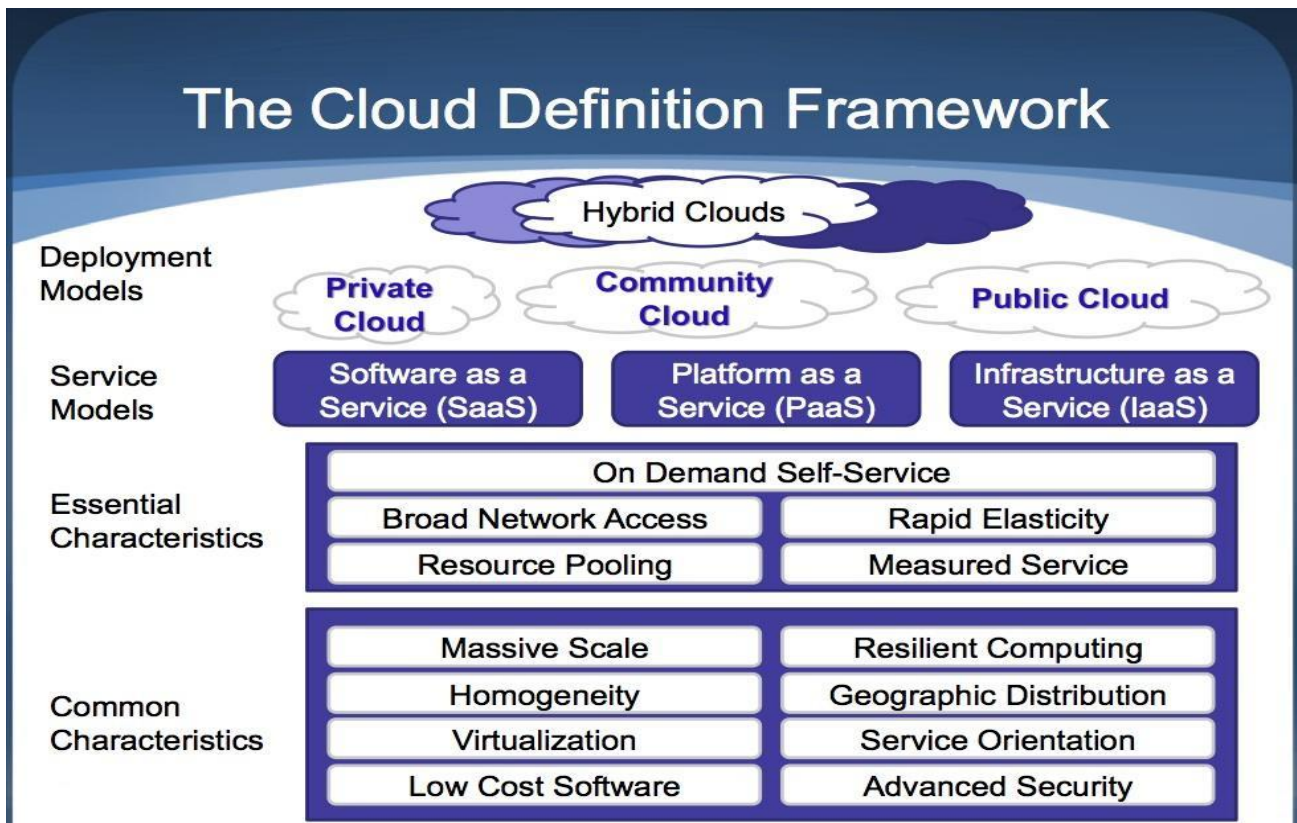 The Cloud Definition Framework
Hybrid Clouds
Deployment
Models
Private
Cloud
Community
Cloud
Public Cloud
Service
Models
Software as a
Service (SaaS)
Platform as a
Service (PaaS)
Infrastructure as a
Service (IaaS)
Essential
Characteristics
On Demand Self-Service
Broad Network Access
Rapid Elasticity
Resource Pooling
Measured Service
Common
Characteristics
Massive Scale
Resilient Computing
Homogeneity
Geographic Distribution
Virtualization
Service Orientation
Low Cost Software
Advanced Security